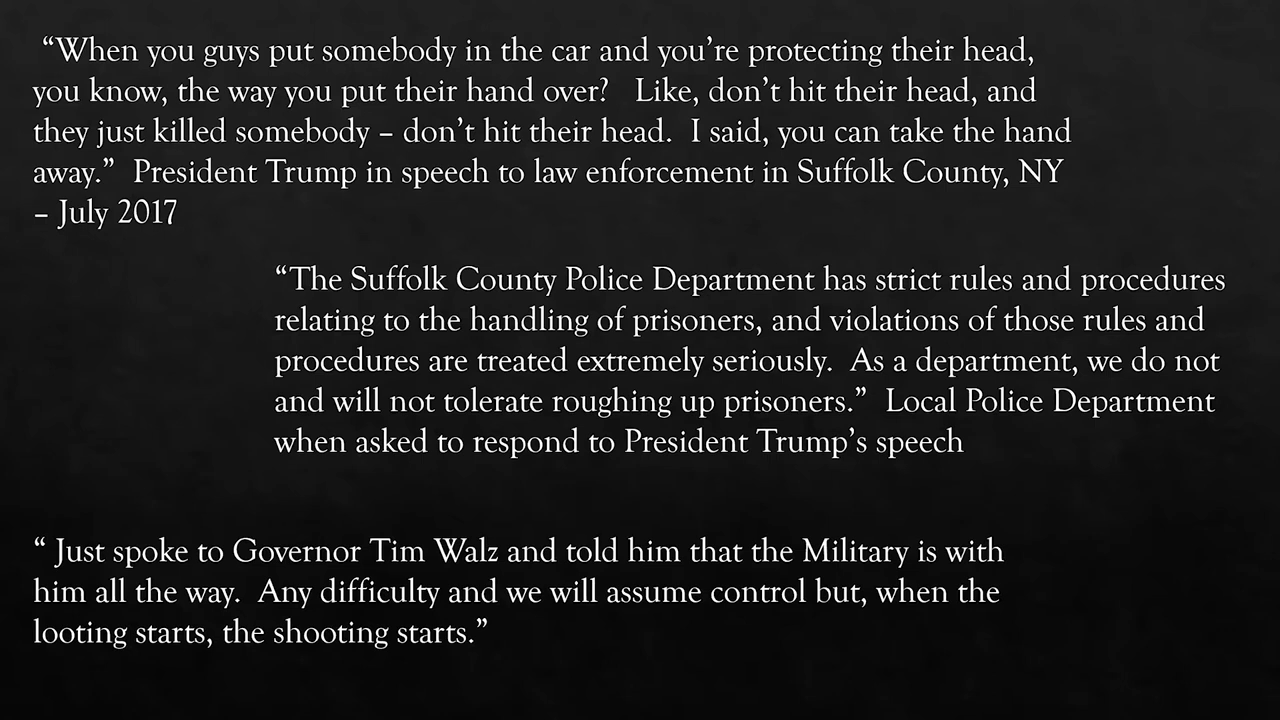 “When you guys put somebody in the car and you’re protecting their head,
you know, the way you put their hand over?   Like, don’t hit their head, and
they just killed somebody – don’t hit their head.  I said, you can take the hand
away.”  President Trump in speech to law enforcement in Suffolk County, NY
– July 2017
“The Suffolk County Police Department has strict rules and procedures
relating to the handling of prisoners, and violations of those rules and
procedures are treated extremely seriously.  As a department, we do not
and will not tolerate roughing up prisoners.”  Local Police Department
when asked to respond to President Trump’s speech
“ Just spoke to Governor Tim Walz and told him that the Military is with
him all the way.  Any difficulty and we will assume control but, when the
looting starts, the shooting starts.”